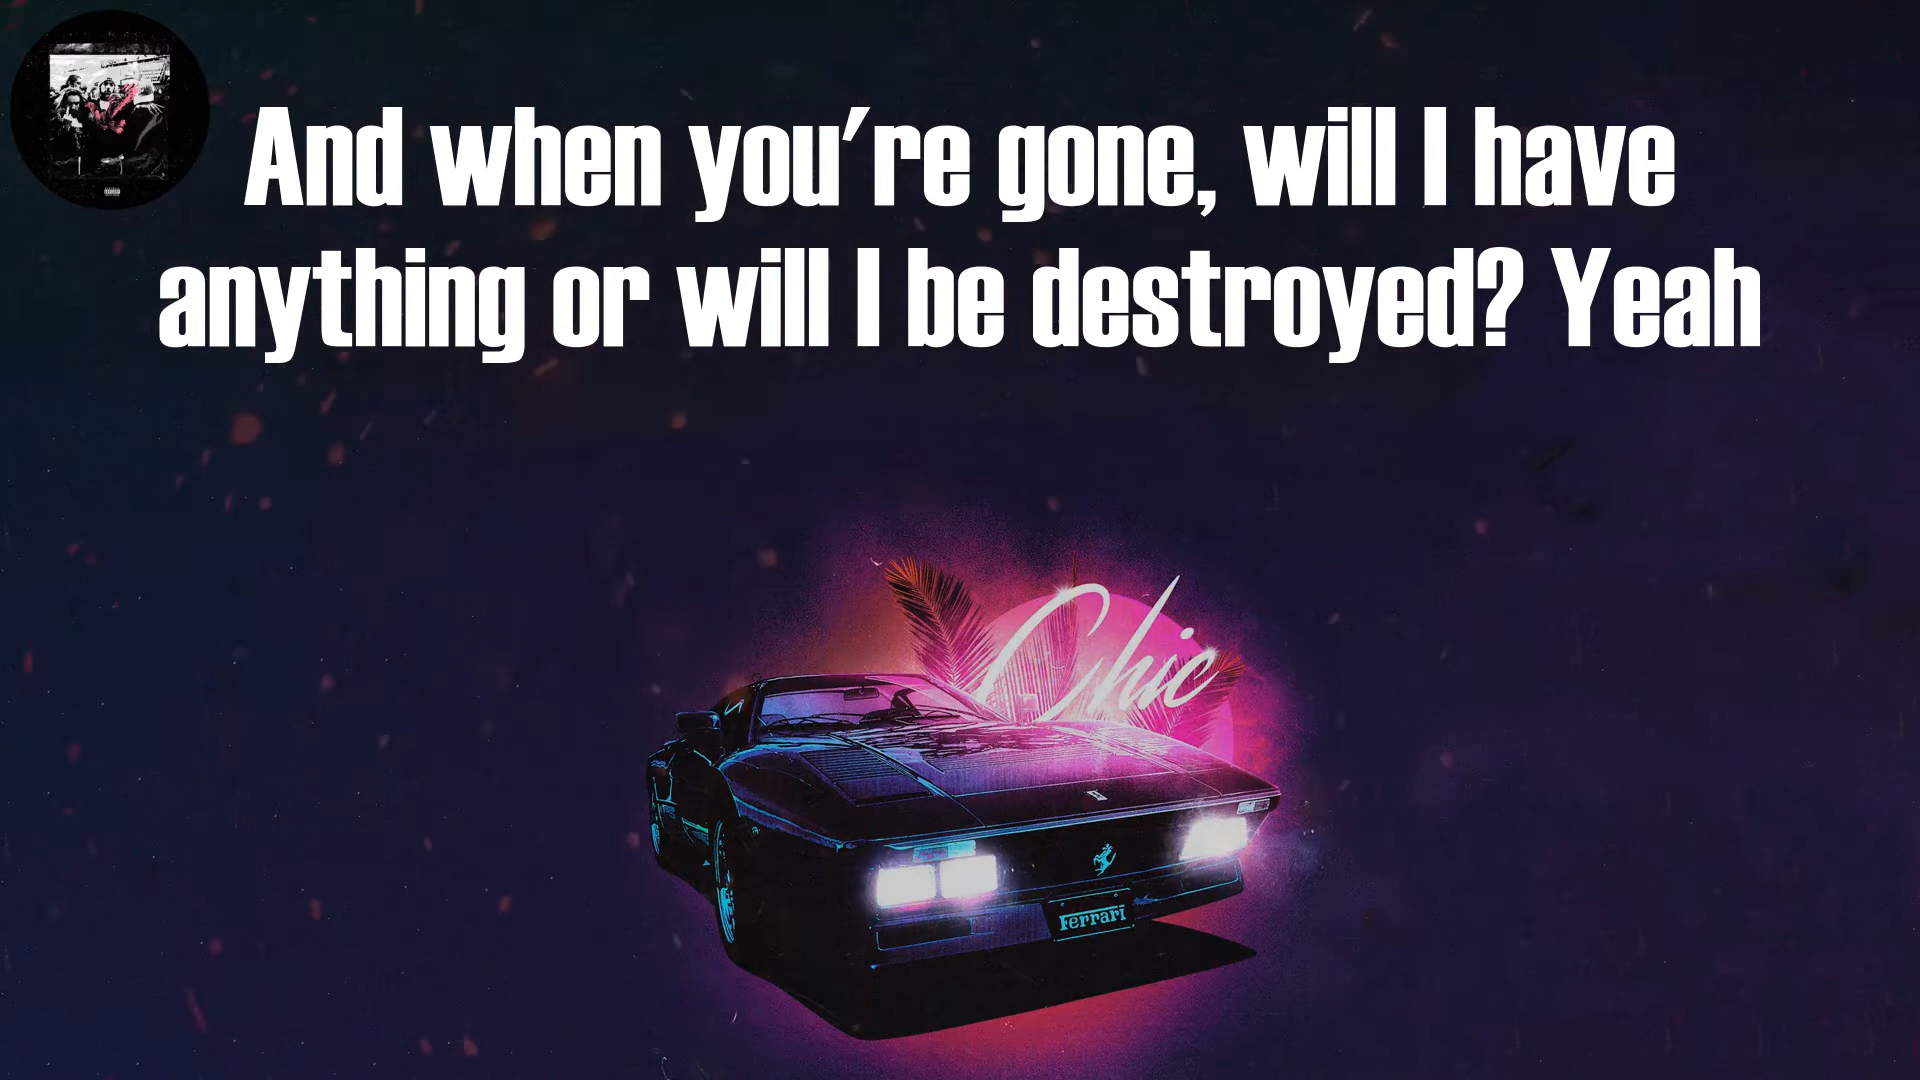 And when you're gone, will I have
anything or will I be destroyed? Yeah
Chic
Ferrari